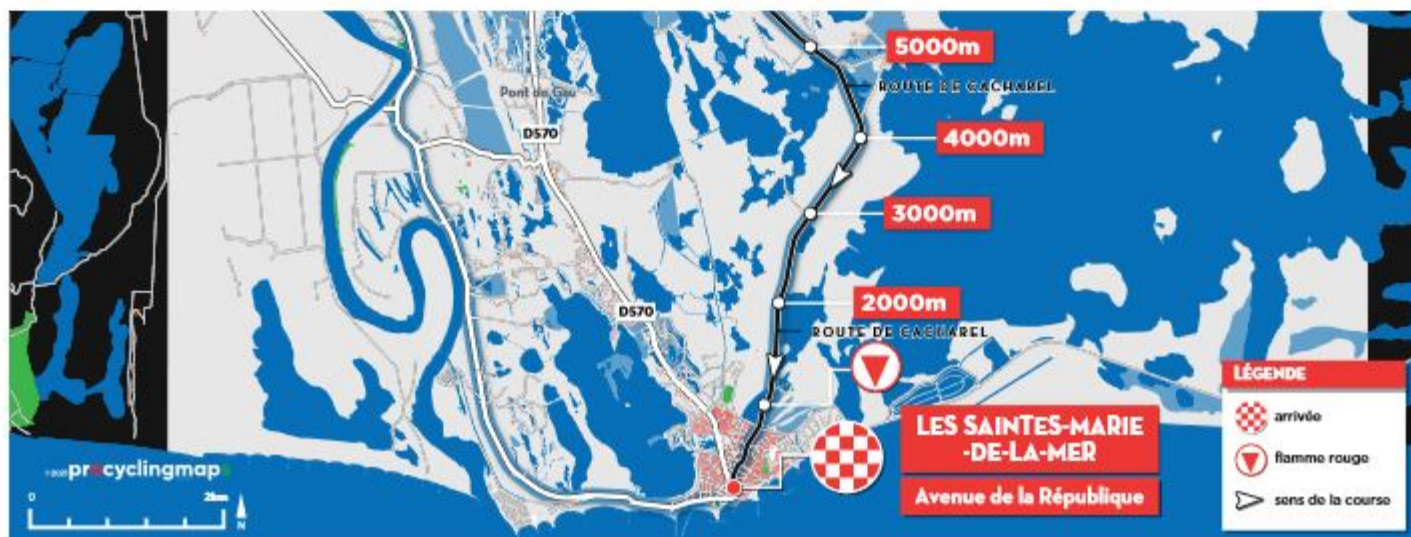 5000m
ROUTE DE CACHAREL
Pont de Gau
D570
4000m
3000m
2000m
D570
ROUTE DE CACHAREL
LÉGENDE
arrivée
flamme rouge
sens de la course
LES SAINTES-MARIE
-DE-LA-MER
Avenue de la République
procyclingmaps
0 2km
N